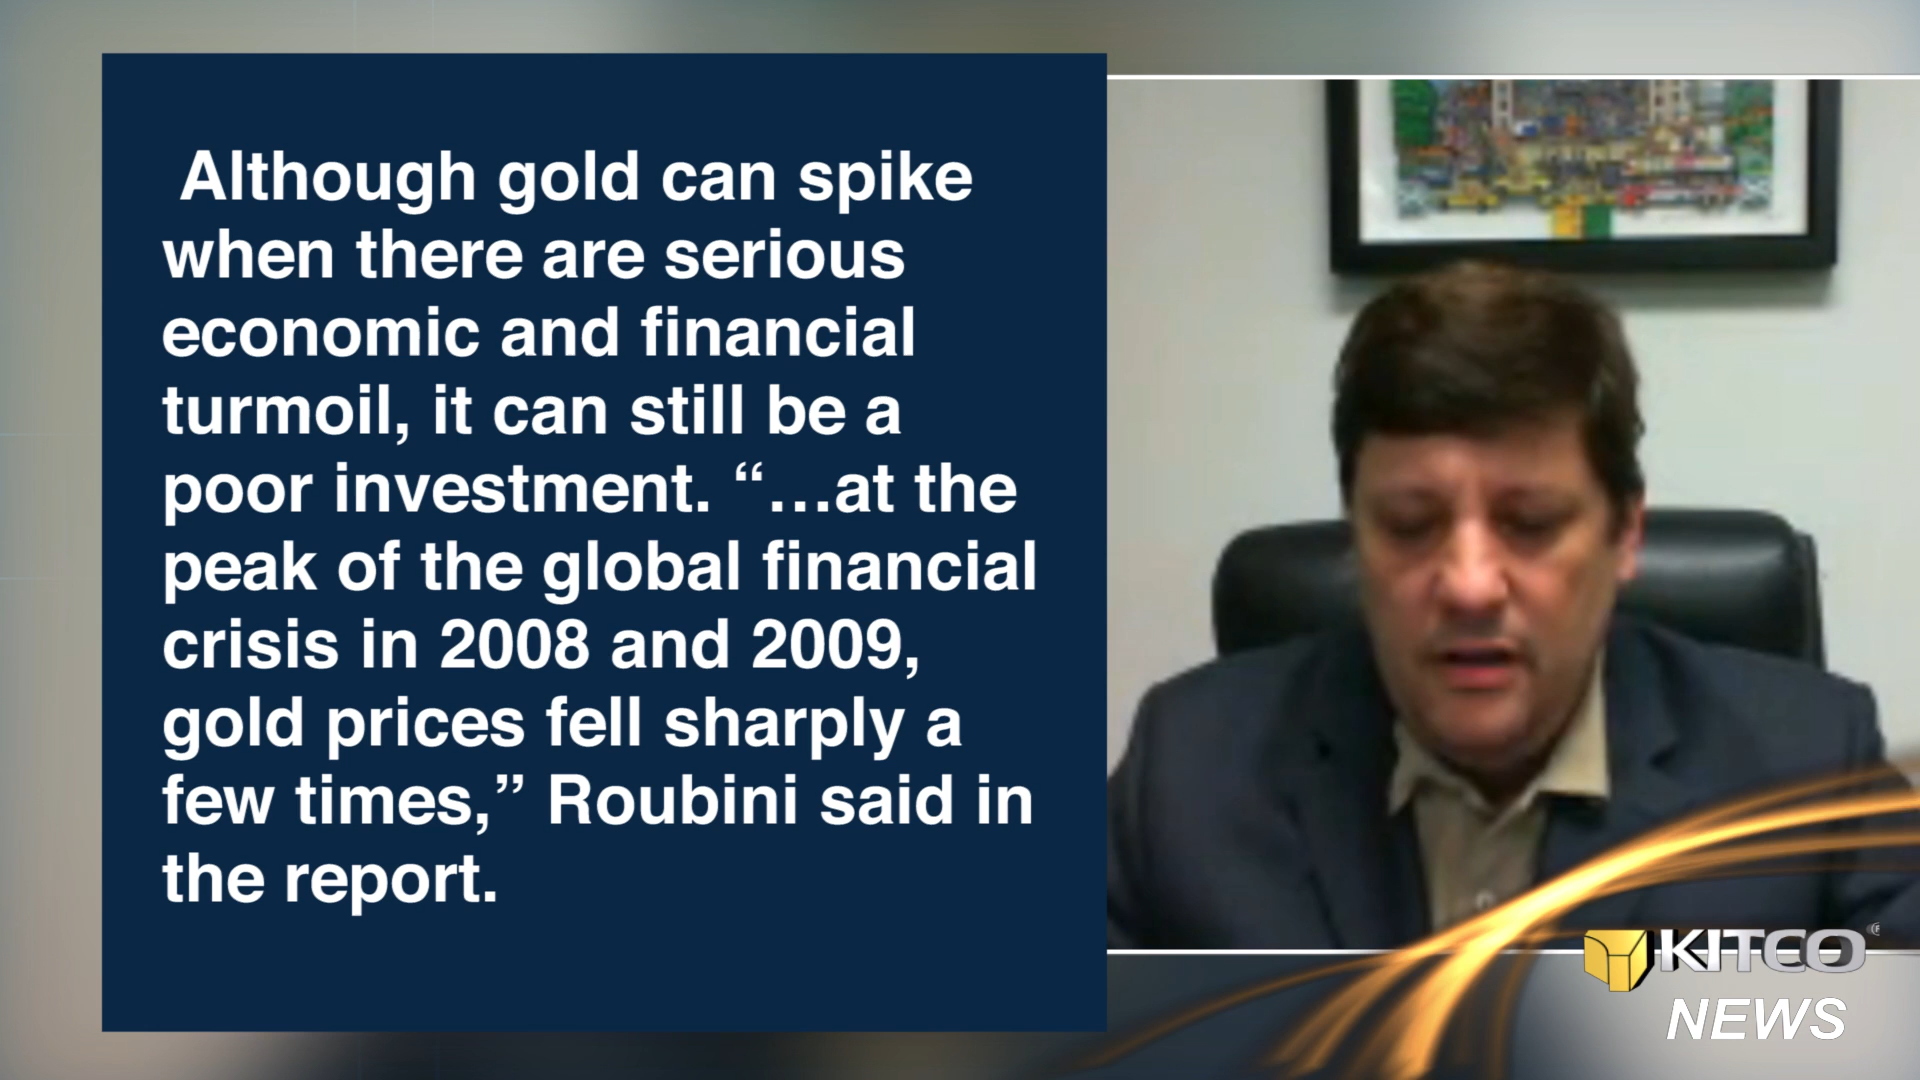 Although gold can spike
when there are serious
economic and financial
turmoil, it can still be a
poor investment. “…at the
peak of the global financial
crisis in 2008 and 2009,
gold prices fell sharply a
few times,” Roubini said in
the report.
KITCO®
NEWS